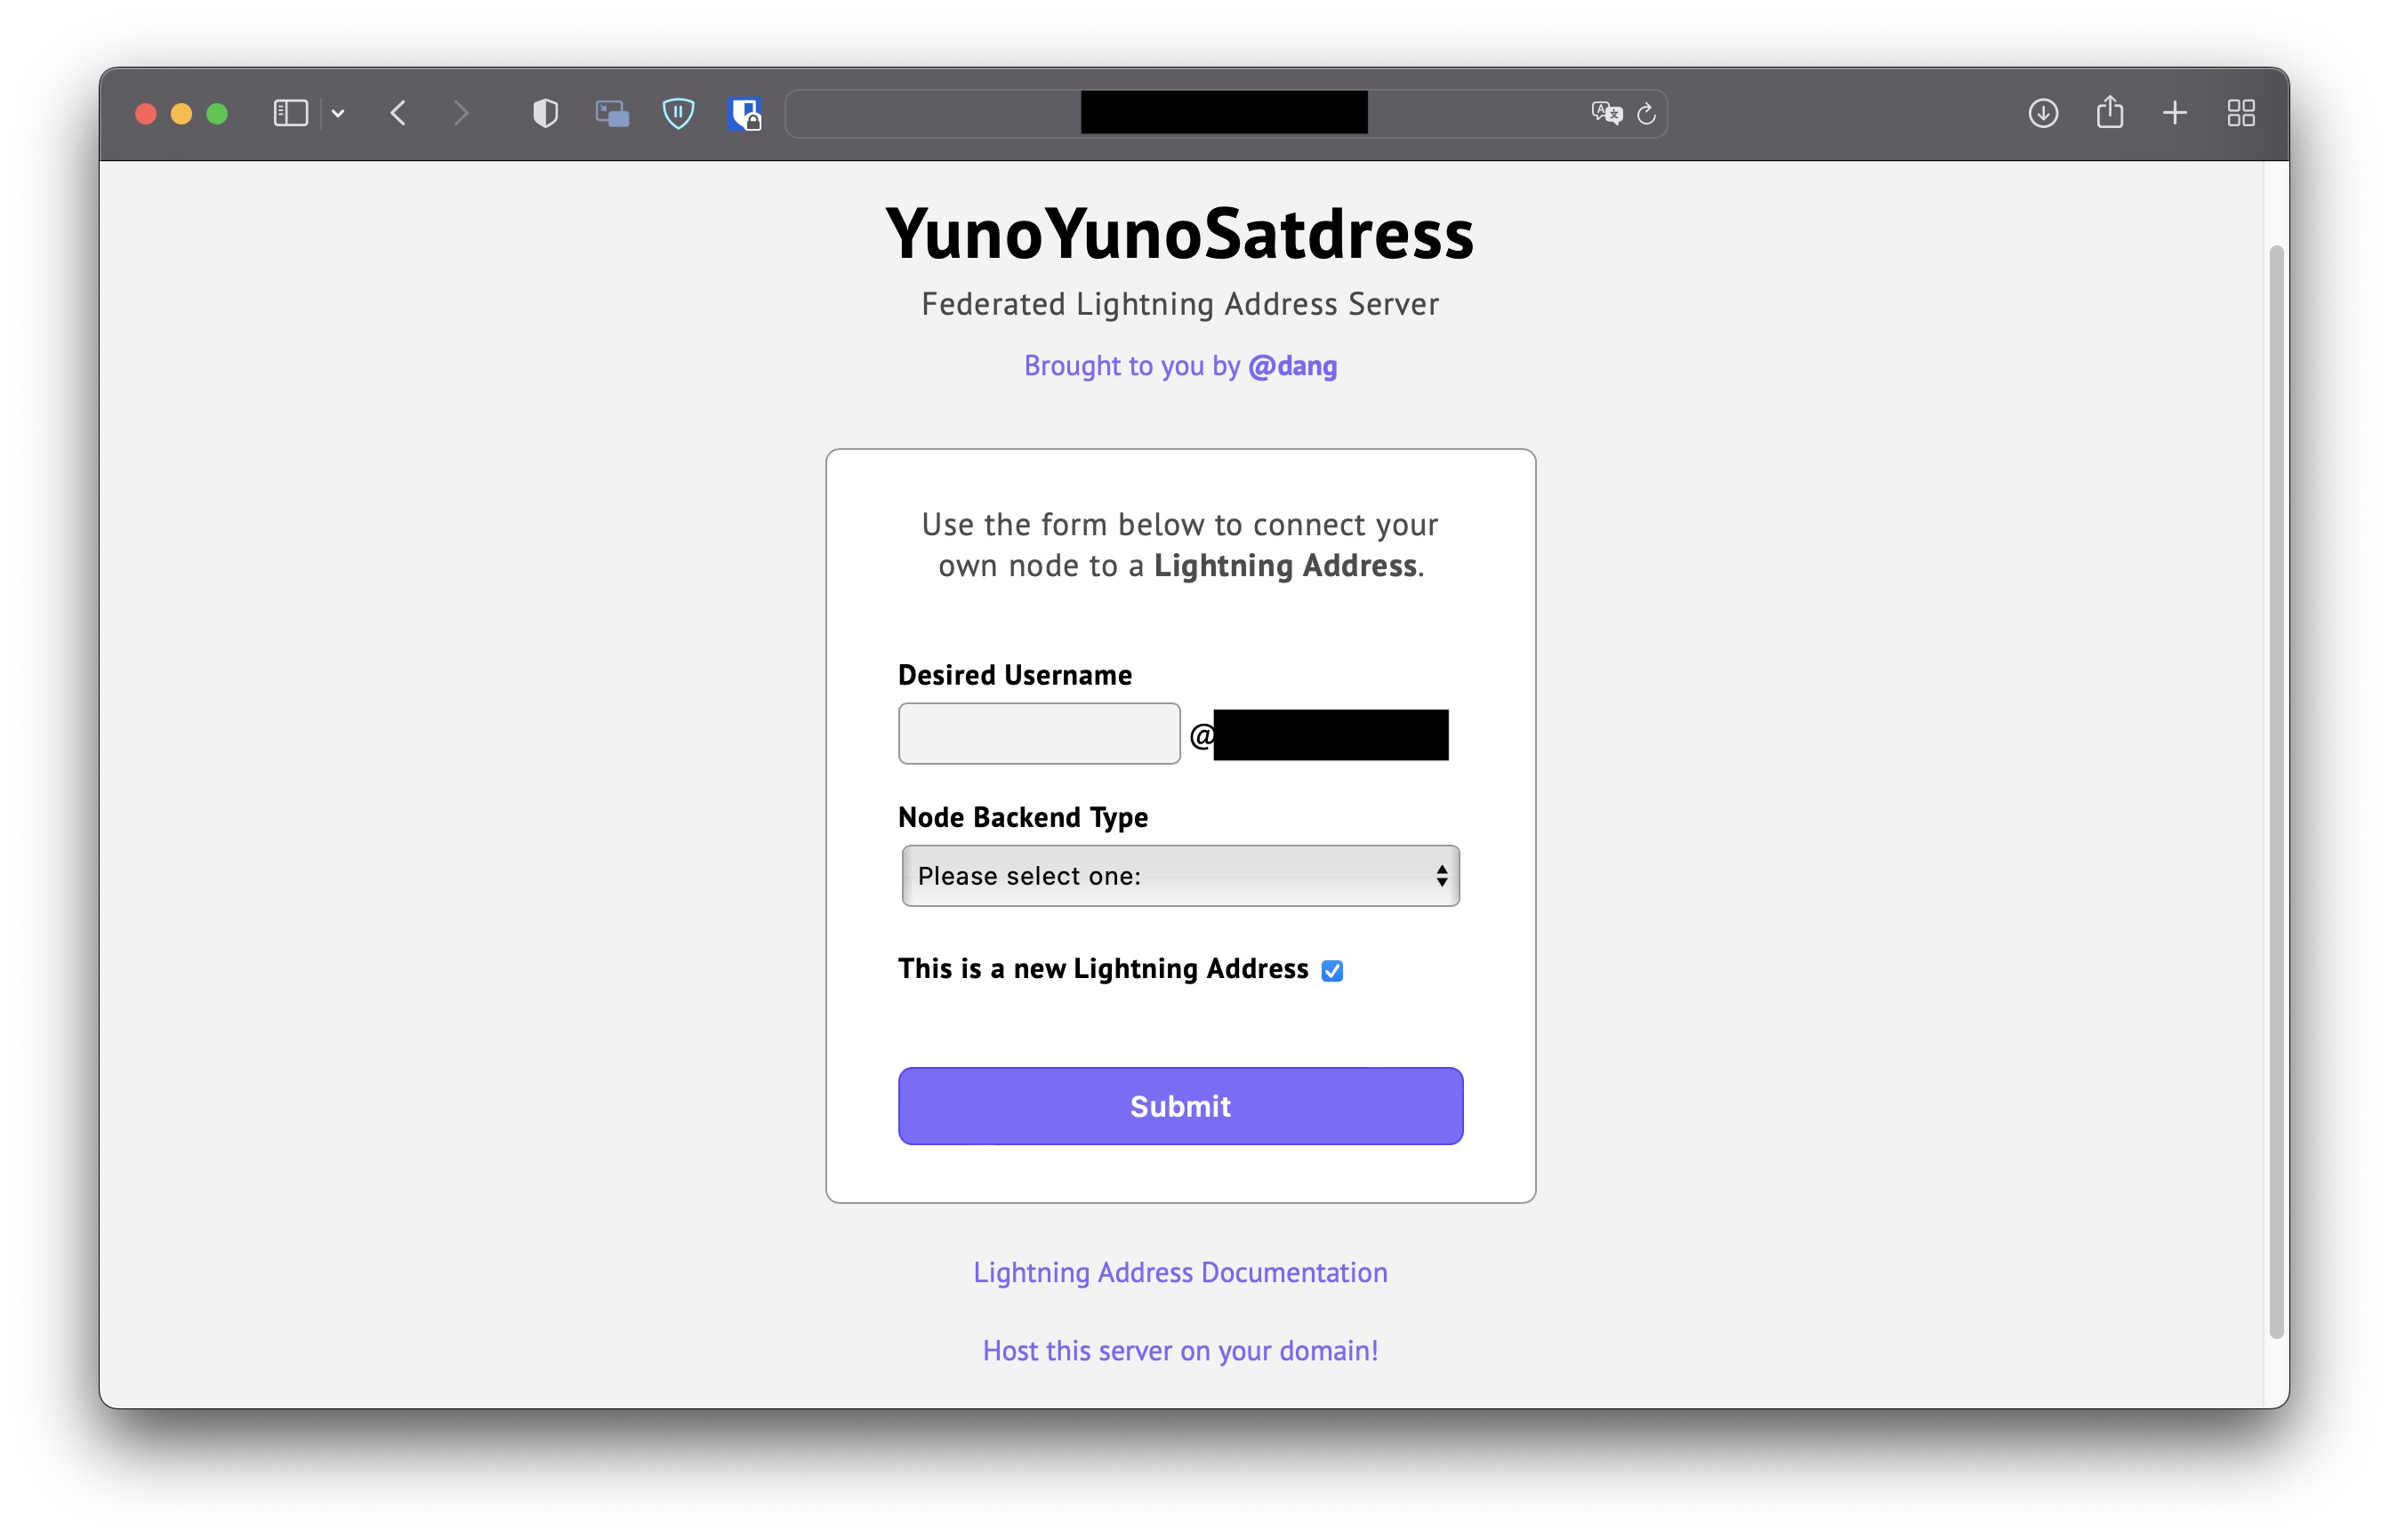 YunoYunoSatdress
Federated Lightning Address Server
Brought to you by @dang
Use the form below to connect your
own node to a Lightning Address.
Desired Username
@
Node Backend Type
Please select one:
This is a new Lightning Address
Submit
Lightning Address Documentation
Host this server on your domain!